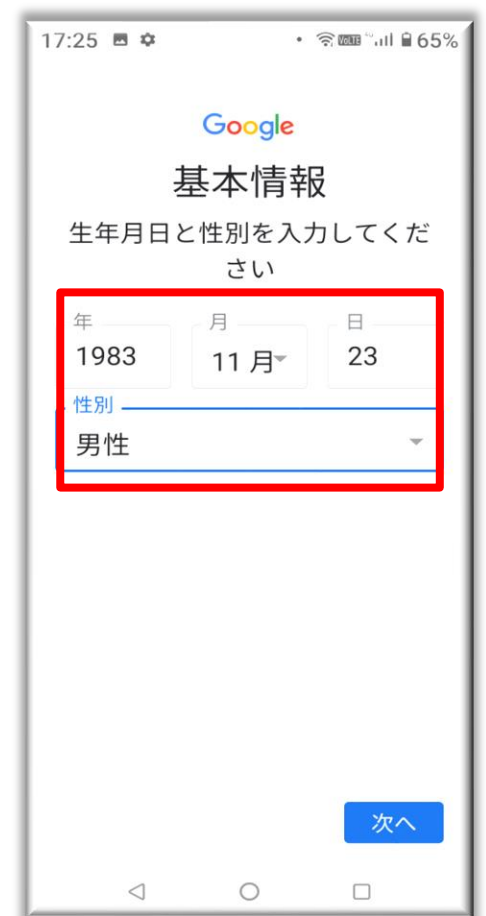 17:25 65%
Google
基本情報
生年月日と性別を入力してくだ
さい
年 月 日
1983 11 月 23
性別
男性
次へ